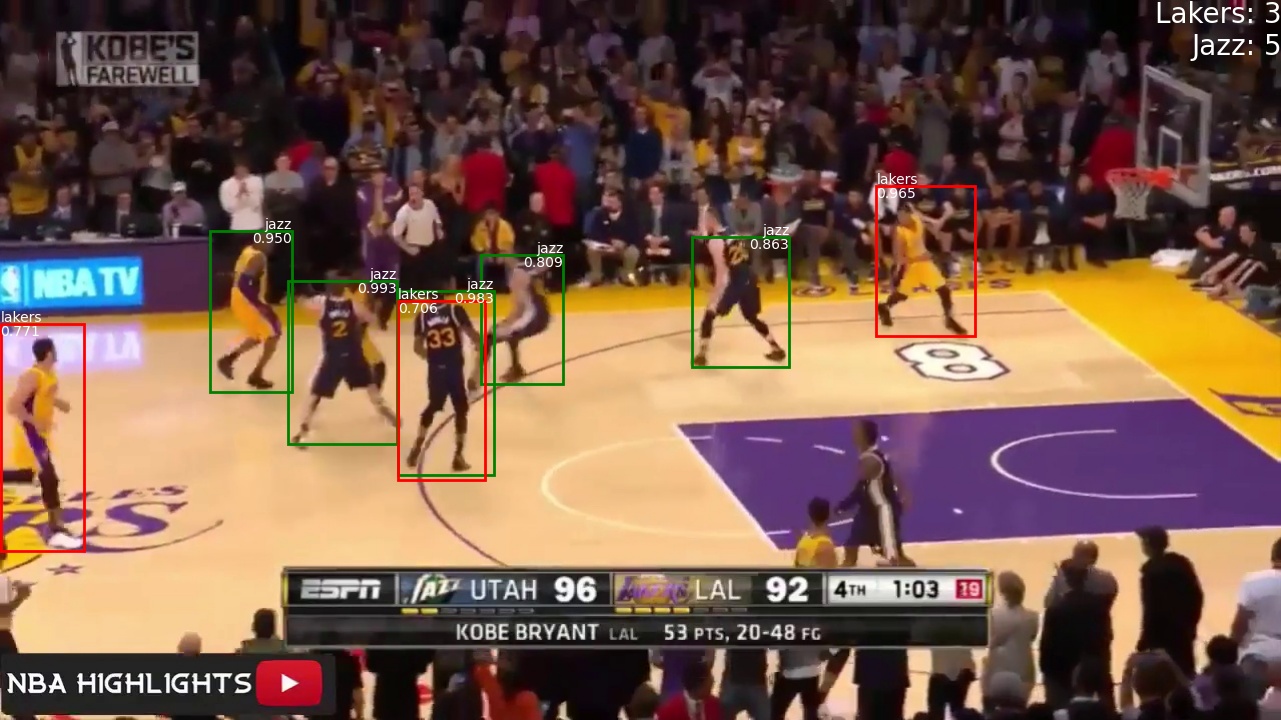 Lakers: 3
Jazz: 5
KOBE'S
FAREWELL
lakers
0.965
jazz
0.950
jazz
0.863
jazz
0.809
jazz
0.993
jazz
0.983
lakers
0.706
lakers
0.771
NBA TV
2
33
8
ESPN JAZZ UTAH 96 LAL 92 4TH 1:03 19
KOBE BRYANT LAL 53 PTS, 20-48 FG
NBA HIGHLIGHTS